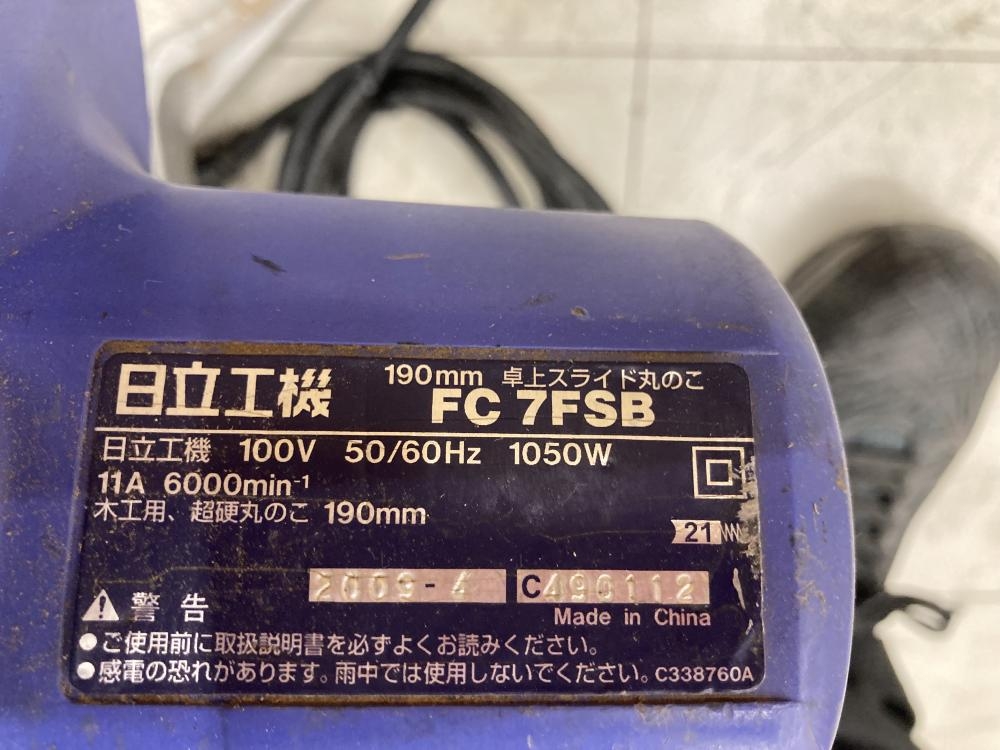 日立工機
190mm 卓上スライド丸のこ
FC 7FSB
日立工機 100V 50/60Hz 1050W
11A 6000min⁻¹
木工用、超硬丸のこ 190mm
21
2009-4 C490112
Made in China
警告
●ご使用前に取扱説明書を必ずよくお読みください。
●感電の恐れがあります。雨中では使用しないでください。 C338760A